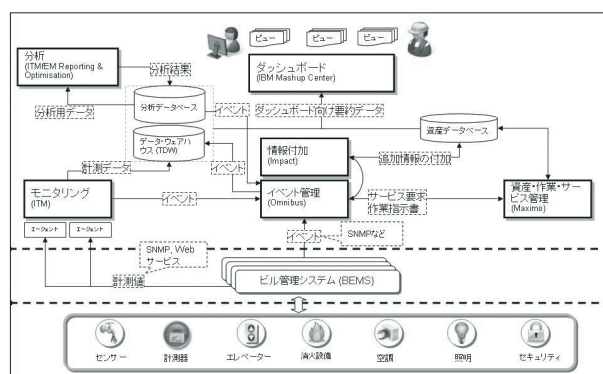 ビュー
ビュー
ビュー
分析
(ITMfEM Reporting &
Optimisation)
分析結果
ダッシュボード
(IBM Mashup Center)
分析用データ
分析データベース
イベント
ダッシュボード向け要約データ
データ・ウェアハ
ウス (TDW)
資産データベース
計測データ
イベント
情報付加
(Impact)
追加情報の付加
モニタリング
(ITM)
イベント
イベント管理
(Omnibus)
サービス要求
作業指示書
資産・作業・サー
ビス管理
(Maximo)
エージェント
エージェント
SNMP, Web
サービス
イベント
SNMPなど
計測値
ビル管理システム (BEMS)
センサー
計測器
エレベーター
消火設備
空調
照明
セキュリティ